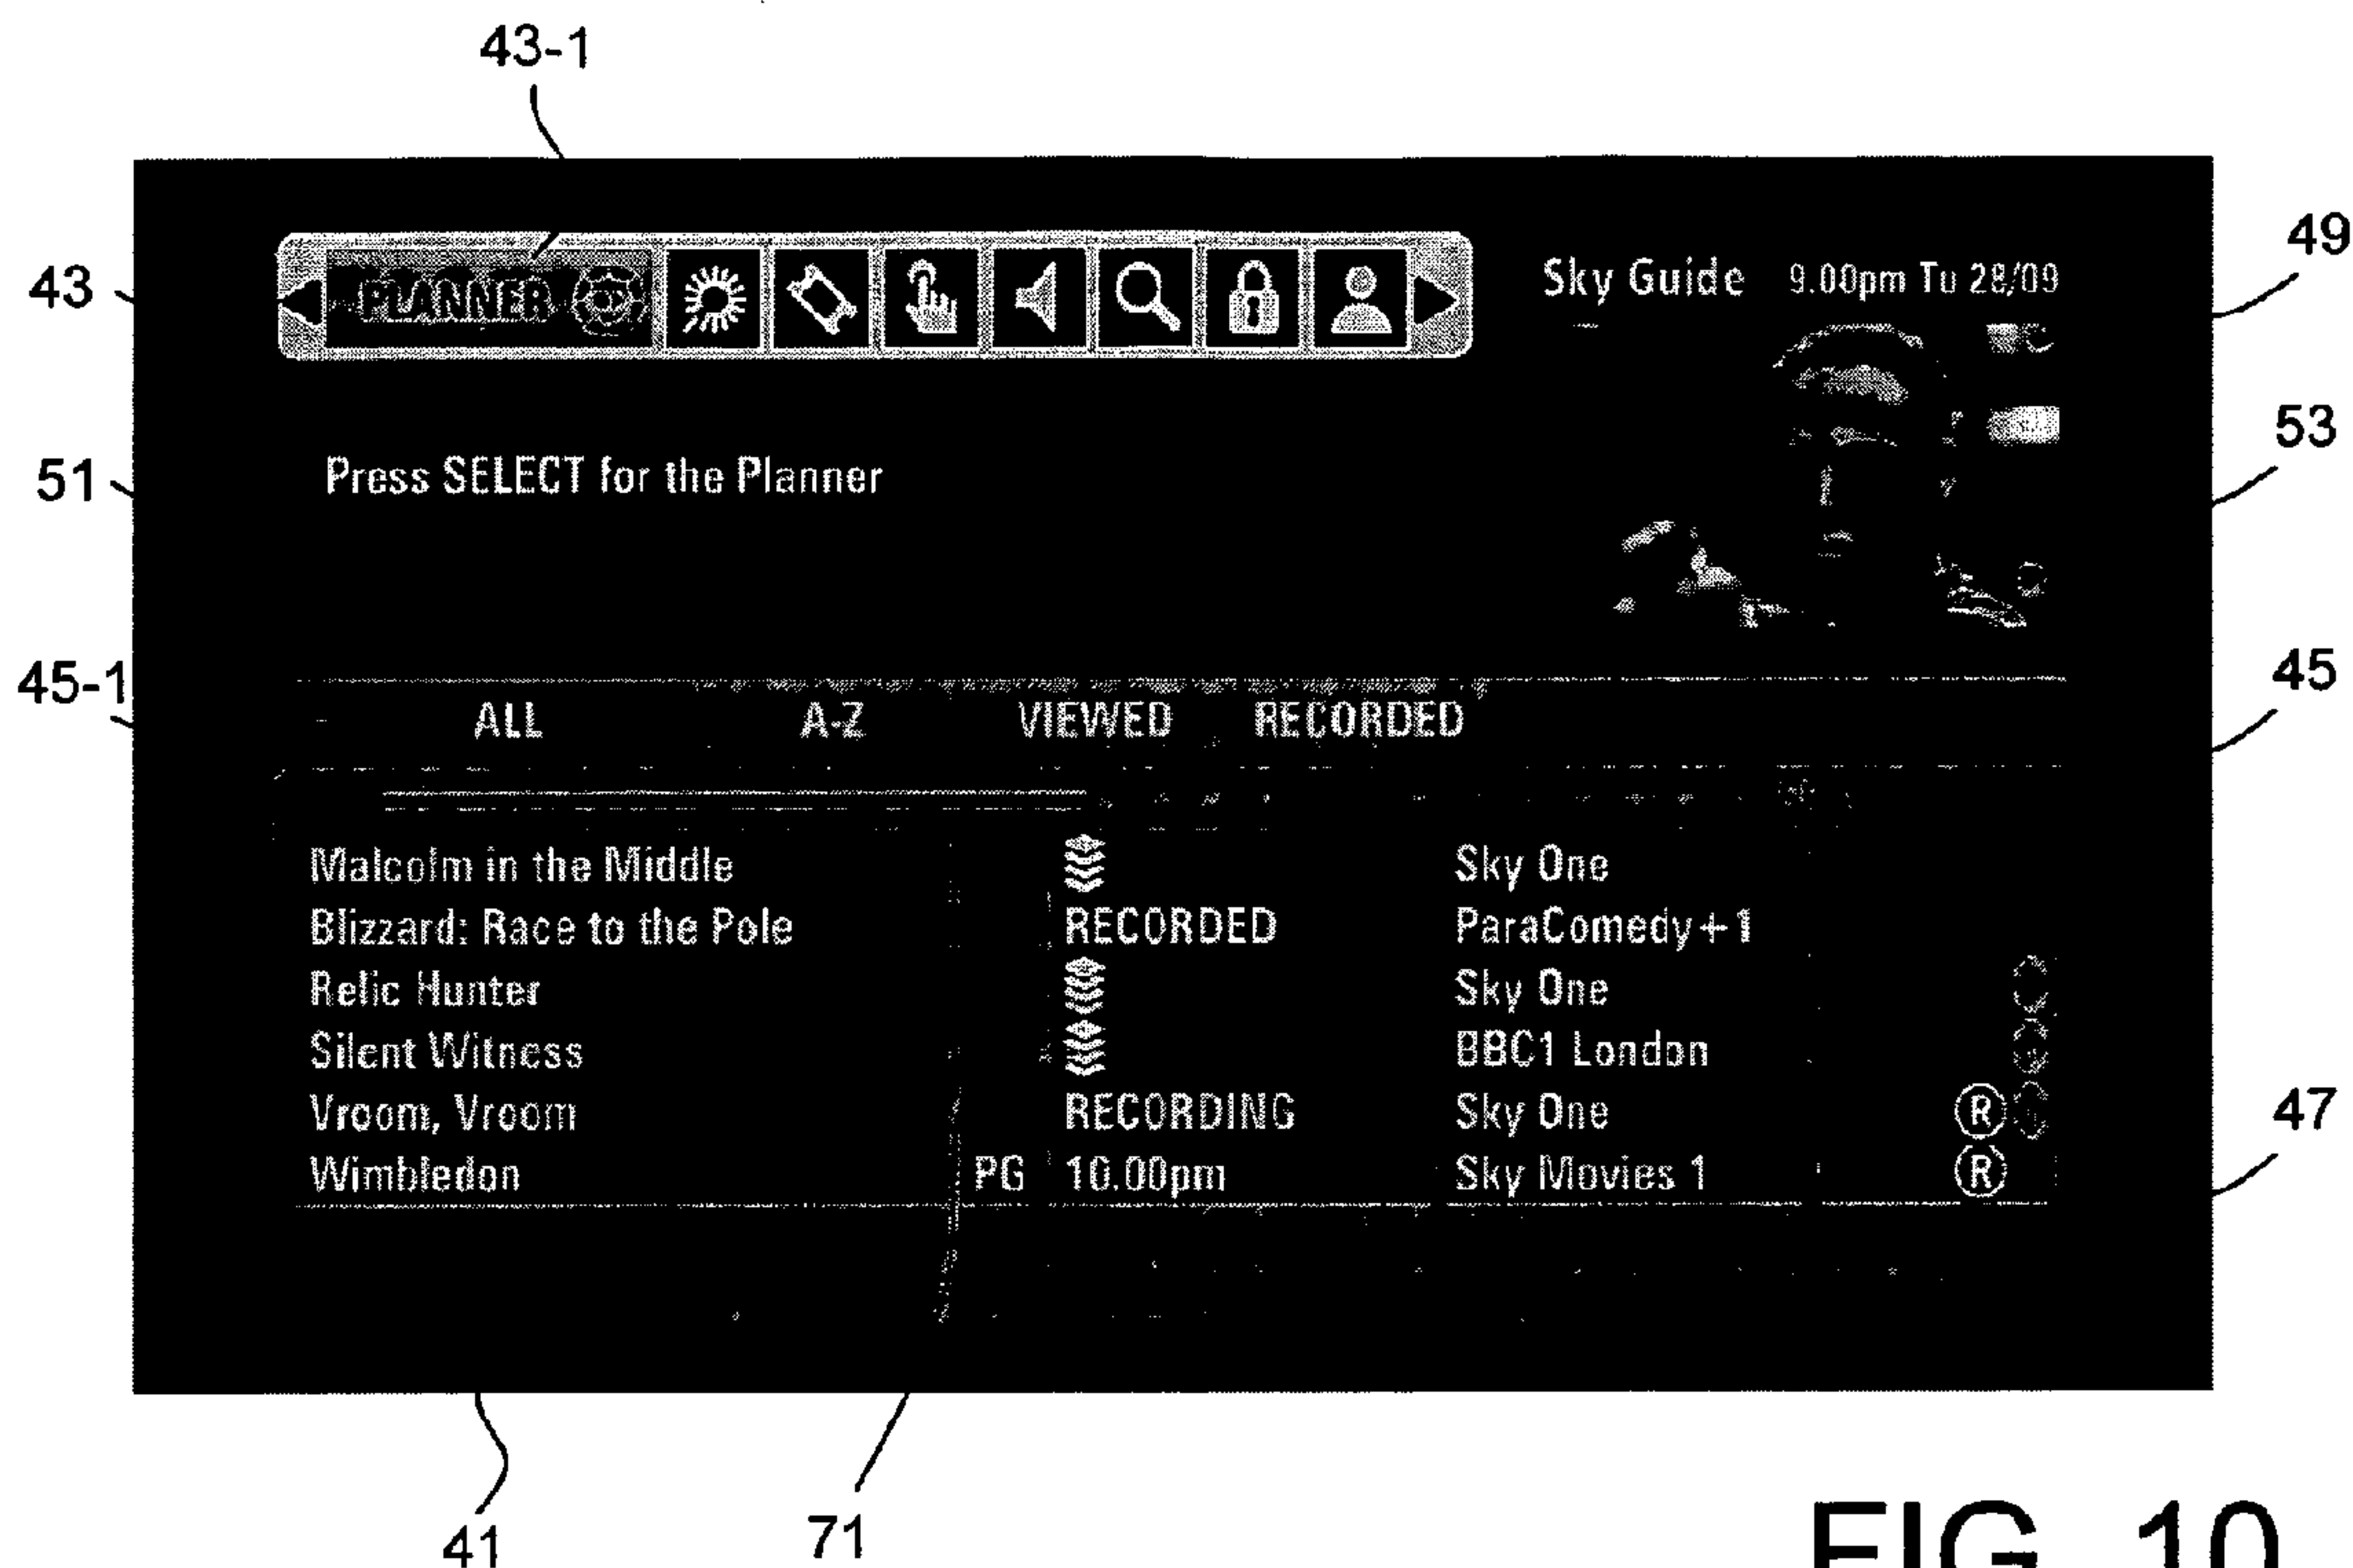 43-1
43
PLANNER
Sky Guide 9.00pm Tu 28/09
49
51
Press SELECT for the Planner
53
45-1
ALL A-Z VIEWED RECORDED
45
Malcolm in the Middle Sky One
Blizzard: Race to the Pole RECORDED ParaComedy+1
Relic Hunter Sky One
Silent Witness BBC1 London
Vroom, Vroom RECORDING Sky One R
Wimbledon PG 10.00pm Sky Movies 1 R
47
41
71
FIG. 10